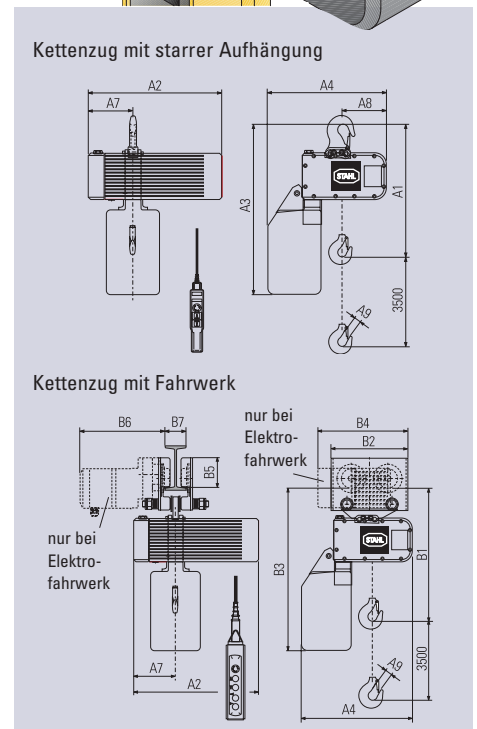 Kettenzug mit starrer Aufhängung
A2
A7
A4
A8
A3
A1
STAHL
3500
A9
Kettenzug mit Fahrwerk
B6
B7
B5
nur bei
Elektro-
fahrwerk
B4
B2
nur bei
Elektro-
fahrwerk
STAHL
B3
B1
3500
A9
A7
A2
A4